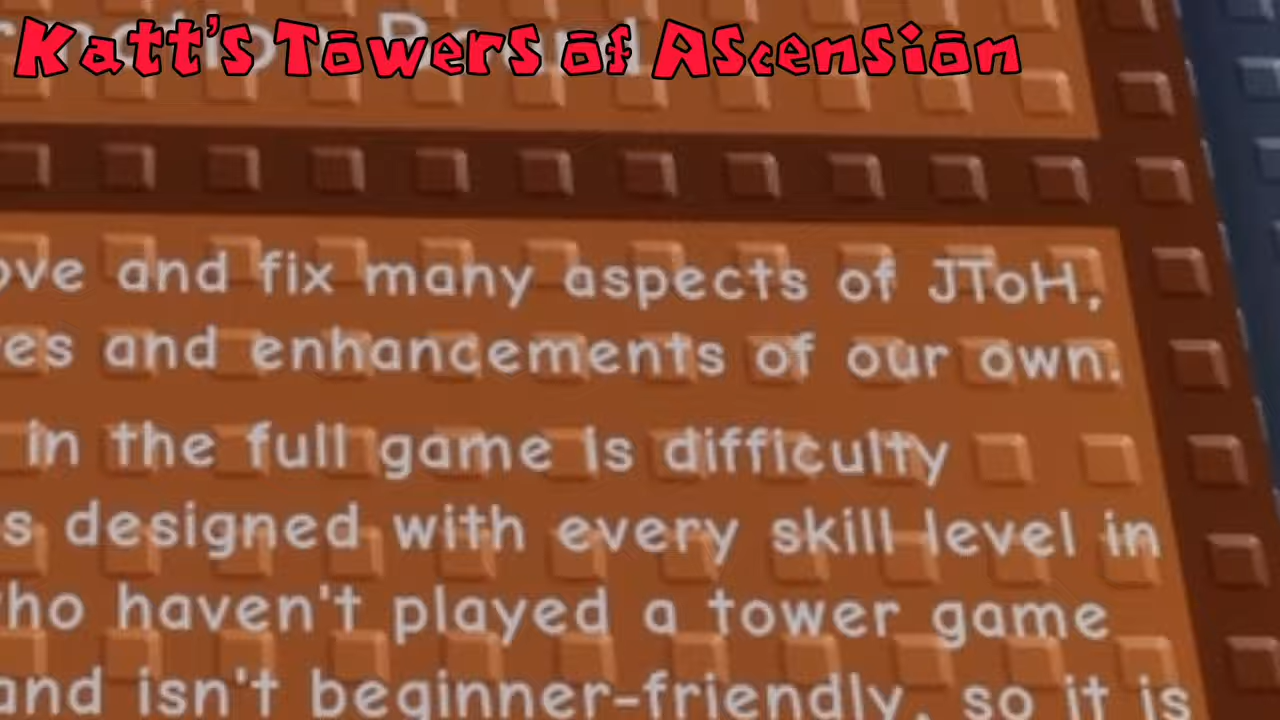 Katt's Towers of Ascension
ove and fix many aspects of JToH,
es and enhancements of our own.
in the full game is difficulty
s designed with every skill level in
ho haven't played a tower game
and isn't beginner-friendly, so it is